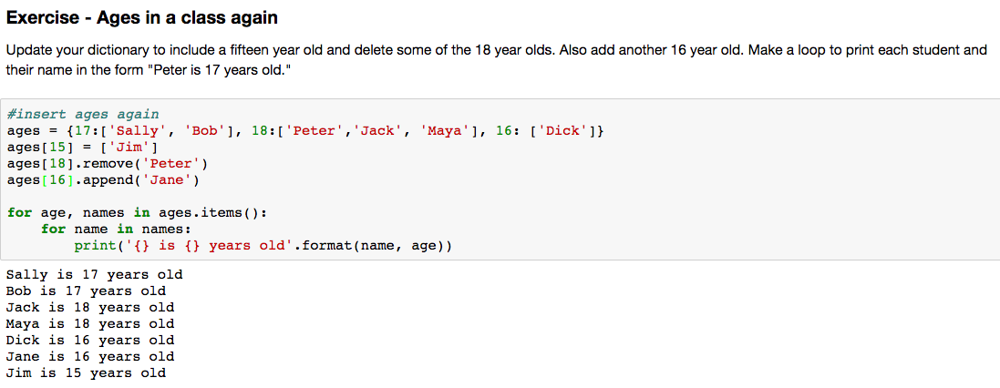 Exercise - Ages in a class again
Update your dictionary to include a fifteen year old and delete some of the 18 year olds. Also add another 16 year old. Make a loop to print each student and
their name in the form "Peter is 17 years old."
#insert ages again
ages = {17:['Sally', 'Bob'], 18:['Peter','Jack', 'Maya'], 16: ['Dick']}
ages[15] = ['Jim']
ages[18].remove('Peter')
ages[16].append('Jane')
for age, names in ages.items():
    for name in names:
        print('{} is {} years old'.format(name, age))
Sally is 17 years old
Bob is 17 years old
Jack is 18 years old
Maya is 18 years old
Dick is 16 years old
Jane is 16 years old
Jim is 15 years old